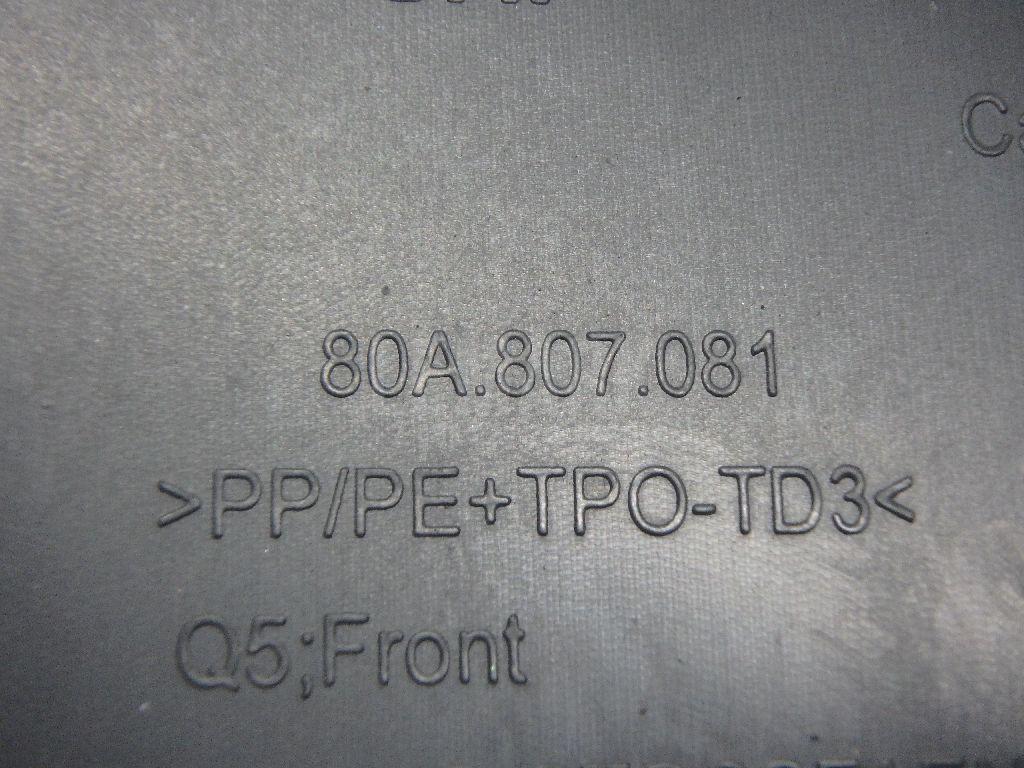 80A.807.081
>PP/PE+TPO-TD3<
Q5;Front